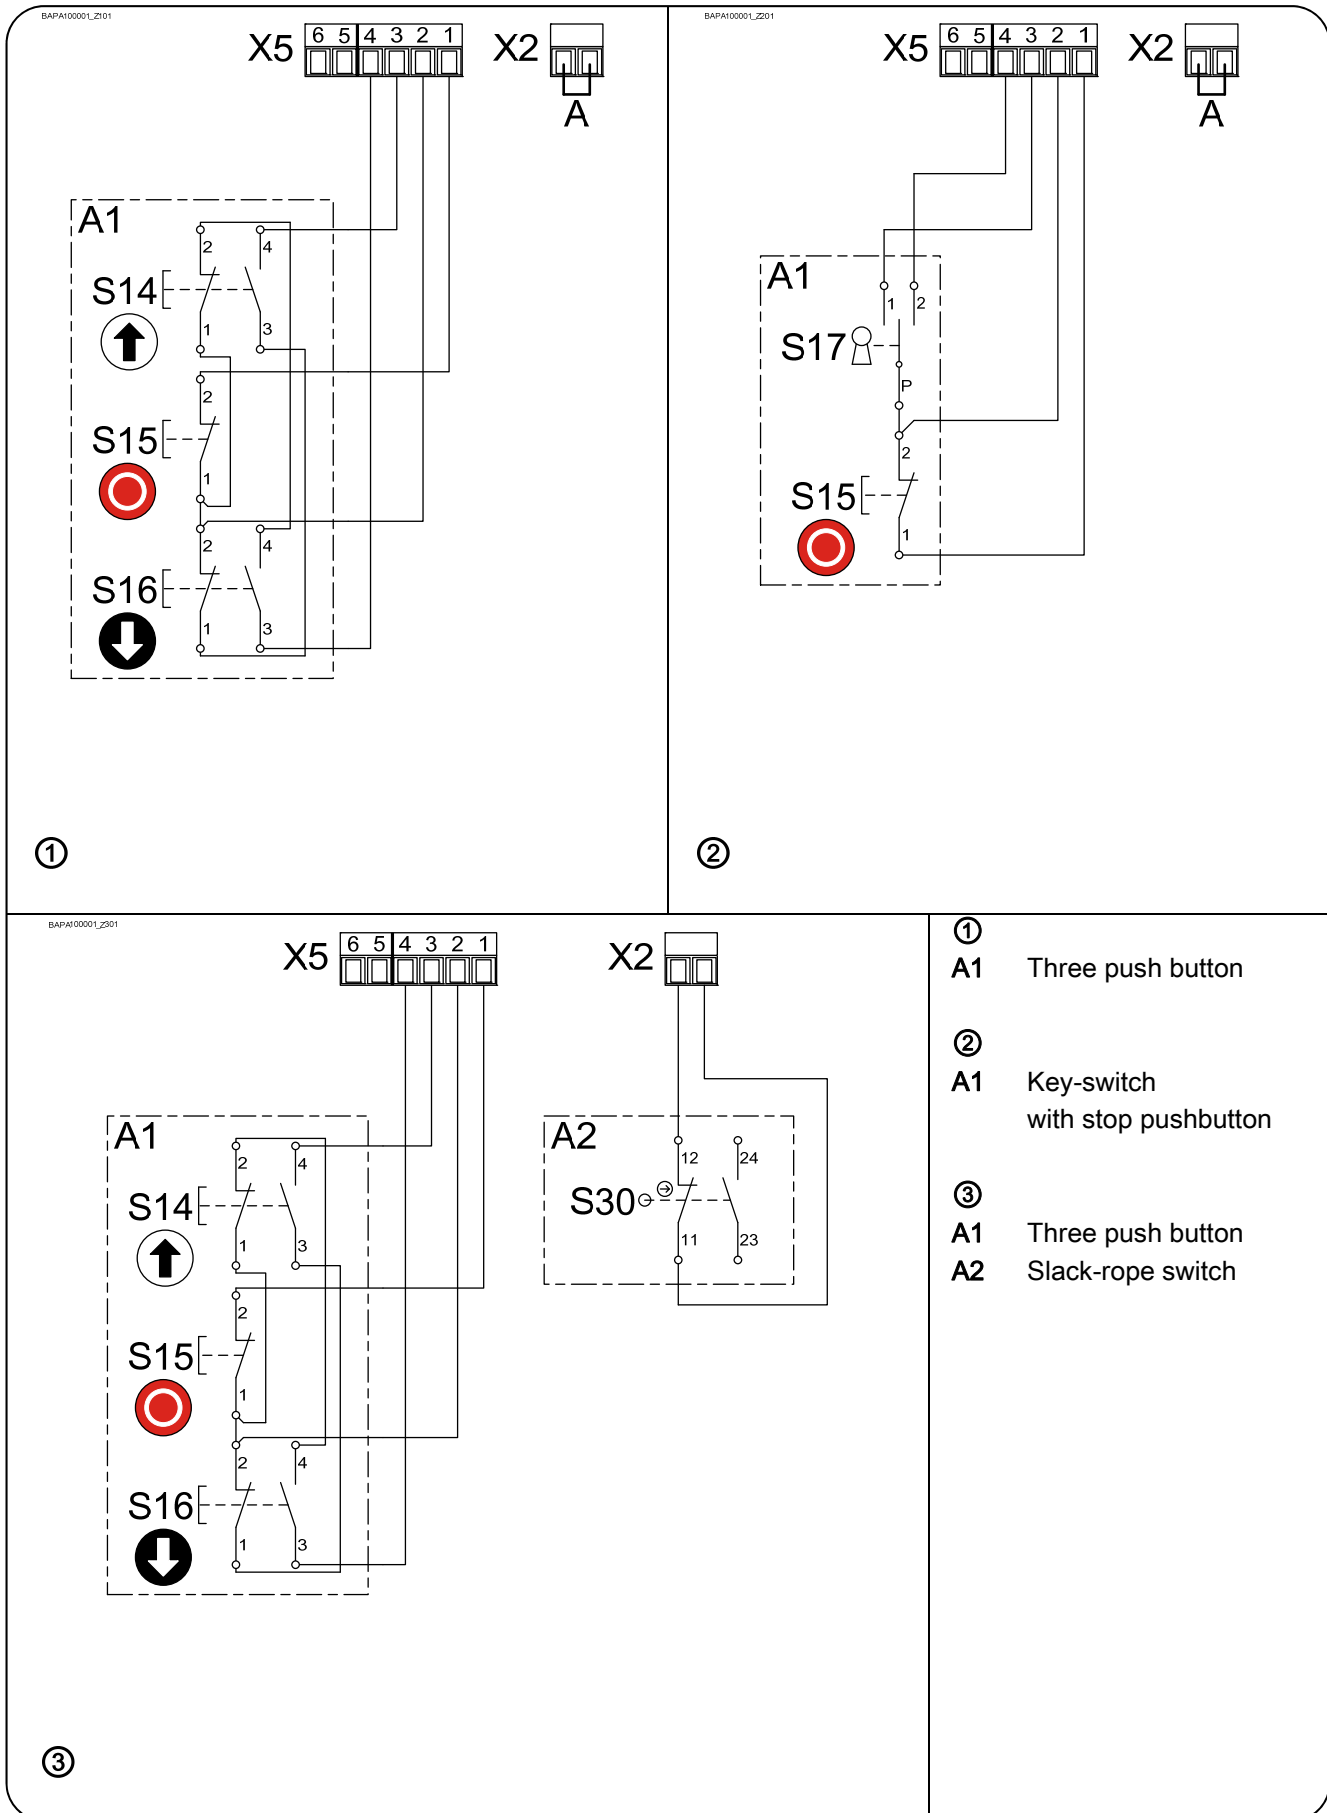 BAPA100001_Z101
X5 6 5 4 3 2 1 X2
A
A1
2 4
S14
1 3
2
S15
1
2 4
S16
1 3
①
BAPA100001_Z201
X5 6 5 4 3 2 1 X2
A
A1
1 2
S17
P
2
S15
1
②
BAPA100001_Z301
X5 6 5 4 3 2 1 X2
A1
2 4
S14
1 3
2
S15
1
2 4
S16
1 3
A2
12 24
S30
11 23
③
①
A1 Three push button
②
A1 Key-switch
with stop pushbutton
③
A1 Three push button
A2 Slack-rope switch